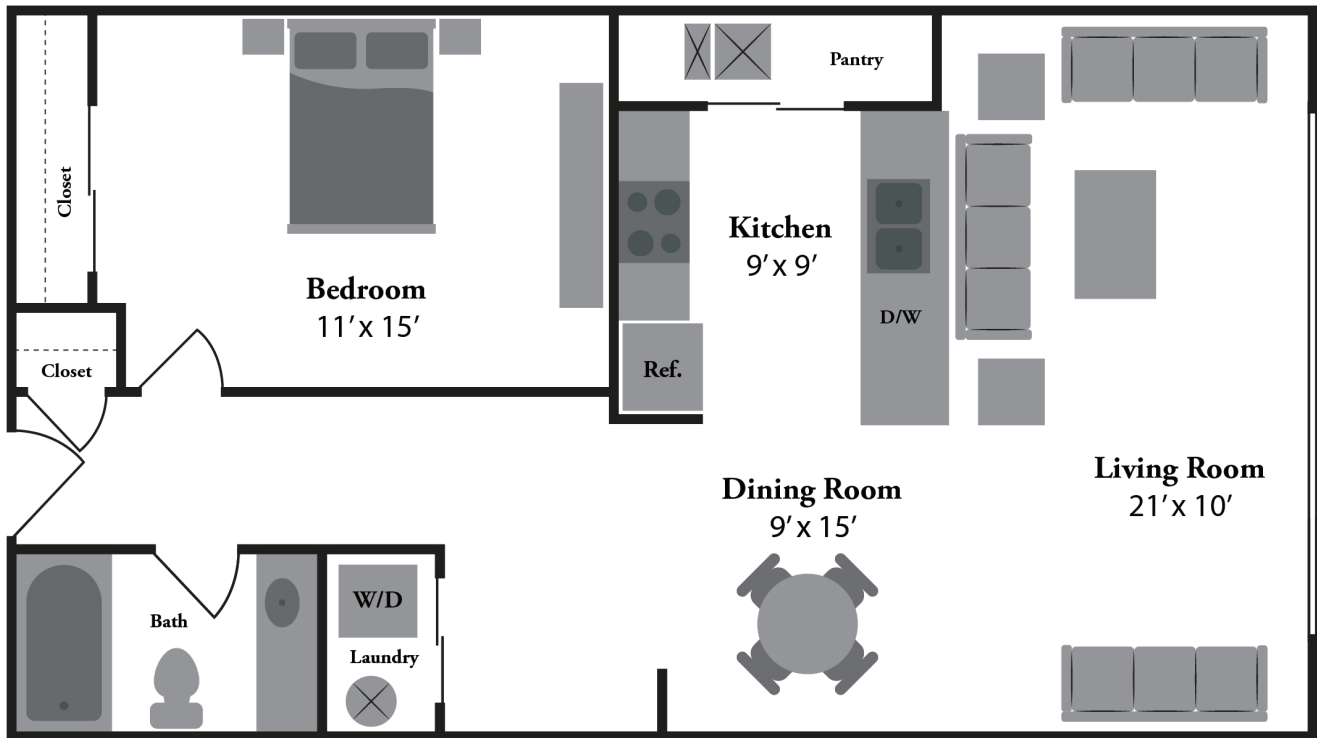 Pantry
Closet
Kitchen
9’ x 9’
Bedroom
11’ x 15’
D/W
Closet
Ref.
Living Room
21’ x 10’
Dining Room
9’ x 15’
W/D
Bath
Laundry